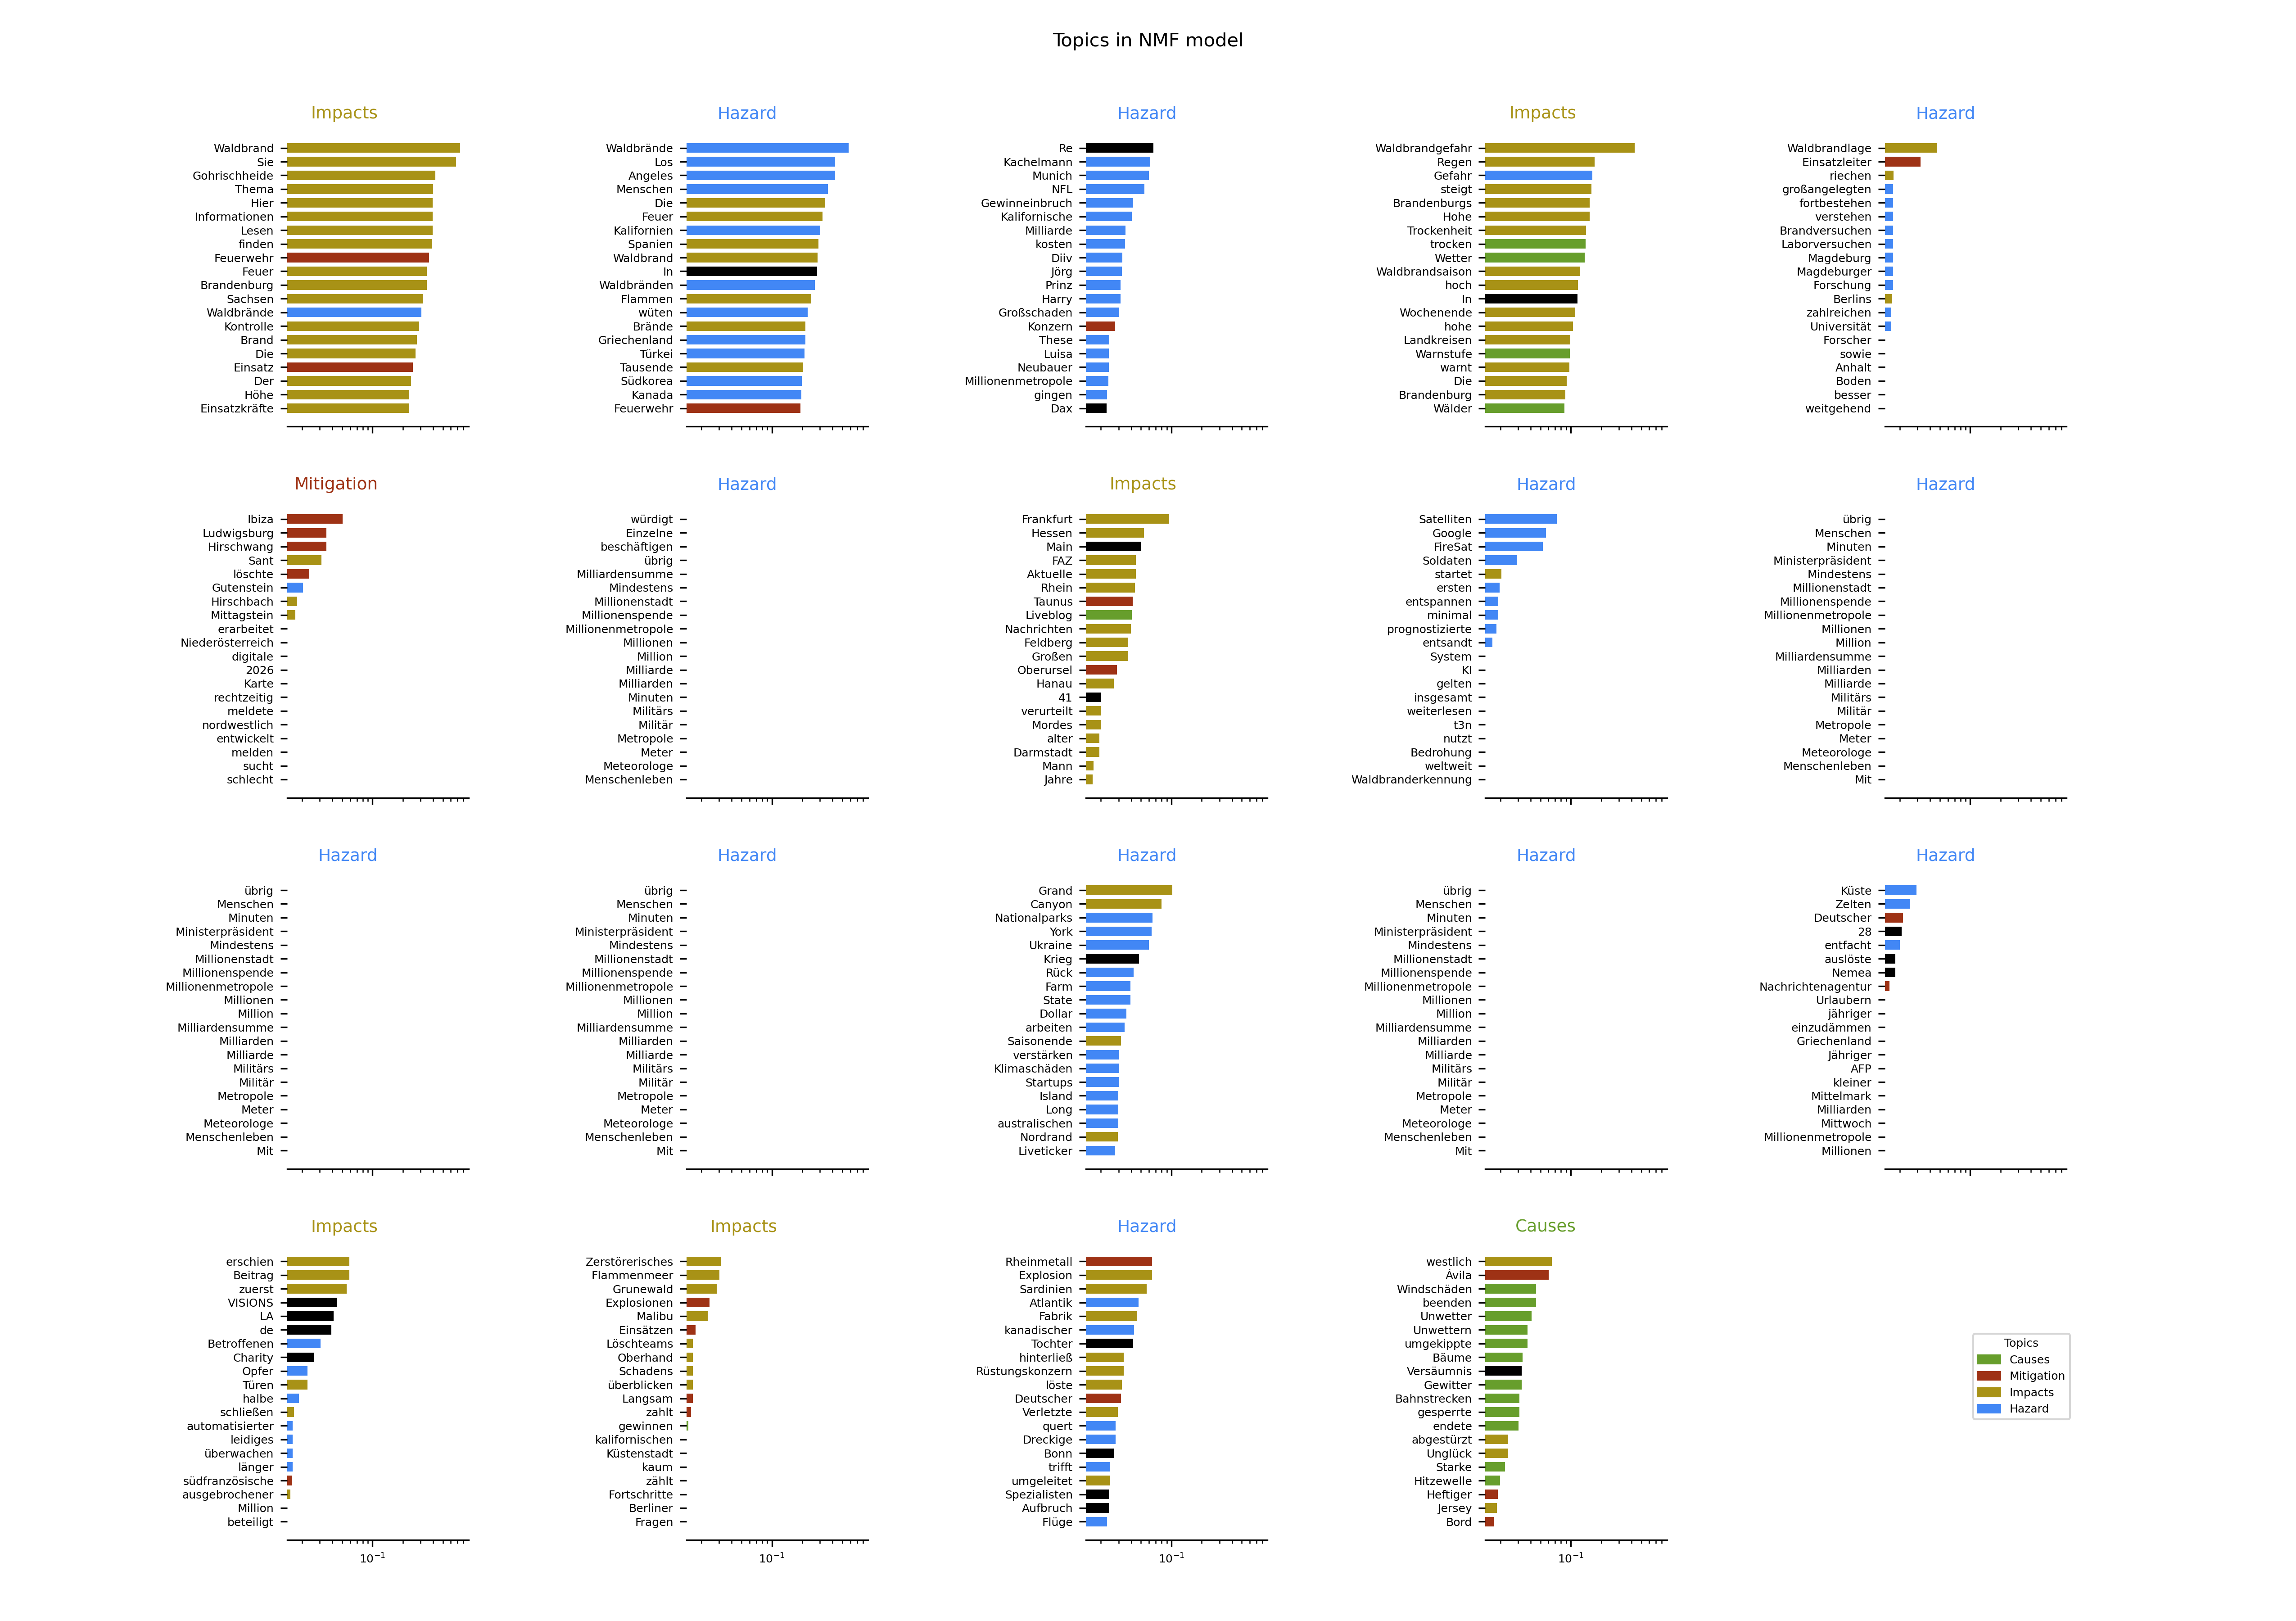 Topics in NMF model
Impacts
Waldbrand
Sie
Gohrischheide
Thema
Hier
Informationen
Lesen
finden
Feuerwehr
Feuer
Brandenburg
Sachsen
Waldbrände
Kontrolle
Brand
Die
Einsatz
Der
Höhe
Einsatzkräfte
Hazard
Waldbrände
Los
Angeles
Menschen
Die
Feuer
Kalifornien
Spanien
Waldbrand
In
Waldbränden
Flammen
wüten
Brände
Griechenland
Türkei
Tausende
Südkorea
Kanada
Feuerwehr
Hazard
Re
Kachelmann
Munich
NFL
Gewinneinbruch
Kalifornische
Milliarde
kosten
Diiv
Jörg
Prinz
Harry
Großschaden
Konzern
These
Luisa
Neubauer
Millionenmetropole
gingen
Dax
Impacts
Waldbrandgefahr
Regen
Gefahr
steigt
Brandenburgs
Hohe
Trockenheit
trocken
Wetter
Waldbrandsaison
hoch
In
Wochenende
hohe
Landkreisen
Warnstufe
warnt
Die
Brandenburg
Wälder
Hazard
Waldbrandlage
Einsatzleiter
riechen
großangelegten
fortbestehen
verstehen
Brandversuchen
Laborversuchen
Magdeburg
Magdeburger
Forschung
Berlins
zahlreichen
Universität
Forscher
sowie
Anhalt
Boden
besser
weitgehend
Mitigation
Ibiza
Ludwigsburg
Hirschwang
Sant
löschte
Gutenstein
Hirschbach
Mittagstein
erarbeitet
Niederösterreich
digitale
2026
Karte
rechtzeitig
meldete
nordwestlich
entwickelt
melden
sucht
schlecht
Hazard
würdigt
Einzelne
beschäftigen
übrig
Milliardensumme
Mindestens
Millionenstadt
Millionenspende
Millionenmetropole
Millionen
Million
Milliarde
Milliarden
Minuten
Militärs
Militär
Metropole
Meter
Meteorologe
Menschenleben
Impacts
Frankfurt
Hessen
Main
FAZ
Aktuelle
Rhein
Taunus
Liveblog
Nachrichten
Feldberg
Großen
Oberursel
Hanau
41
verurteilt
Mordes
alter
Darmstadt
Mann
Jahre
Hazard
Satelliten
Google
FireSat
Soldaten
startet
ersten
entspannen
minimal
prognostizierte
entsandt
System
KI
gelten
insgesamt
weiterlesen
t3n
nutzt
Bedrohung
weltweit
Waldbranderkennung
Hazard
übrig
Menschen
Minuten
Ministerpräsident
Mindestens
Millionenstadt
Millionenspende
Millionenmetropole
Millionen
Million
Milliardensumme
Milliarden
Milliarde
Militärs
Militär
Metropole
Meter
Meteorologe
Menschenleben
Mit
Hazard
übrig
Menschen
Minuten
Ministerpräsident
Mindestens
Millionenstadt
Millionenspende
Millionenmetropole
Millionen
Million
Milliardensumme
Milliarden
Milliarde
Militärs
Militär
Metropole
Meter
Meteorologe
Menschenleben
Mit
Hazard
übrig
Menschen
Minuten
Ministerpräsident
Mindestens
Millionenstadt
Millionenspende
Millionenmetropole
Millionen
Million
Milliardensumme
Milliarden
Milliarde
Militärs
Militär
Metropole
Meter
Meteorologe
Menschenleben
Mit
Hazard
Grand
Canyon
Nationalparks
York
Ukraine
Krieg
Rück
Farm
State
Dollar
arbeiten
Saisonende
verstärken
Klimaschäden
Startups
Island
Long
australischen
Nordrand
Liveticker
Hazard
übrig
Menschen
Minuten
Ministerpräsident
Mindestens
Millionenstadt
Millionenspende
Millionenmetropole
Millionen
Million
Milliardensumme
Milliarden
Milliarde
Militärs
Militär
Metropole
Meter
Meteorologe
Menschenleben
Mit
Hazard
Küste
Zelten
Deutscher
28
entfacht
auslöste
Nemea
Nachrichtenagentur
Urlaubern
jähriger
einzudämmen
Griechenland
Jähriger
AFP
kleiner
Mittelmark
Milliarden
Mittwoch
Millionenmetropole
Millionen
Impacts
erschien
Beitrag
zuerst
VISIONS
LA
de
Betroffenen
Charity
Opfer
Türen
halbe
schließen
automatisierter
leidiges
überwachen
länger
südfranzösische
ausgebrochener
Million
beteiligt
10⁻¹
Impacts
Zerstörerisches
Flammenmeer
Grunewald
Explosionen
Malibu
Einsätzen
Löschteams
Oberhand
Schadens
überblicken
Langsam
zahlt
gewinnen
kalifornischen
Küstenstadt
kaum
zählt
Fortschritte
Berliner
Fragen
10⁻¹
Hazard
Rheinmetall
Explosion
Sardinien
Atlantik
Fabrik
kanadischer
Tochter
hinterließ
Rüstungskonzern
löste
Deutscher
Verletzte
quert
Dreckige
Bonn
trifft
umgeleitet
Spezialisten
Aufbruch
Flüge
10⁻¹
Causes
westlich
Ávila
Windschäden
beenden
Unwetter
Unwettern
umgekippte
Bäume
Versäumnis
Gewitter
Bahnstrecken
gesperrte
endete
abgestürzt
Unglück
Starke
Hitzewelle
Heftiger
Jersey
Bord
10⁻¹
Topics
Causes
Mitigation
Impacts
Hazard